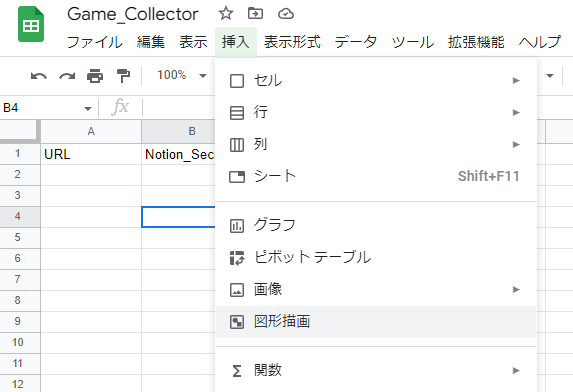 Game_Collector
ファイル 編集 表示 挿入 表示形式 データ ツール 拡張機能 ヘルプ
100%
B4 fx
A B
1 URL Notion_Sec
2
3
4
5
6
7
8
9
10
11
12
セル
行
列
シート Shift+F11
グラフ
ピボット テーブル
画像
図形描画
Σ 関数